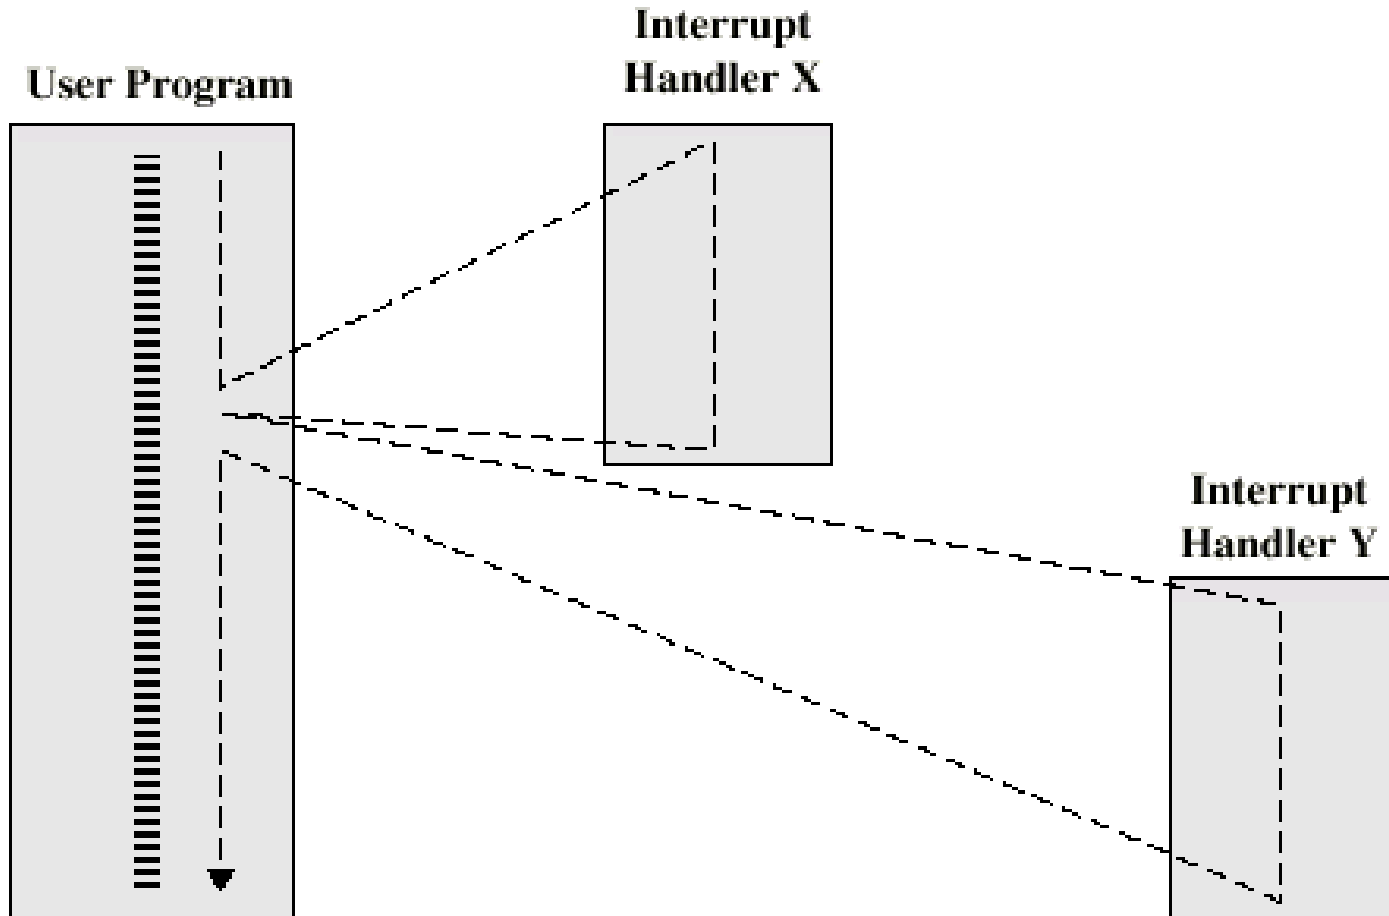 User Program
Interrupt
Handler X
Interrupt
Handler Y